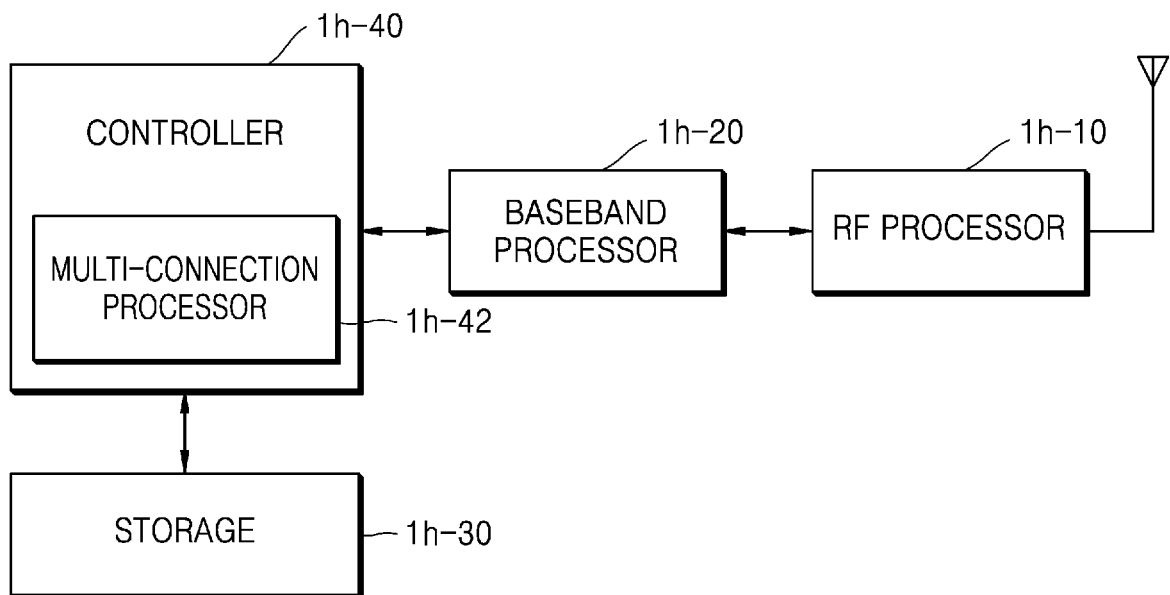 1h-40
CONTROLLER
1h-20
1h-10
BASEBAND
PROCESSOR
RF PROCESSOR
MULTI-CONNECTION
PROCESSOR
1h-42
STORAGE
1h-30